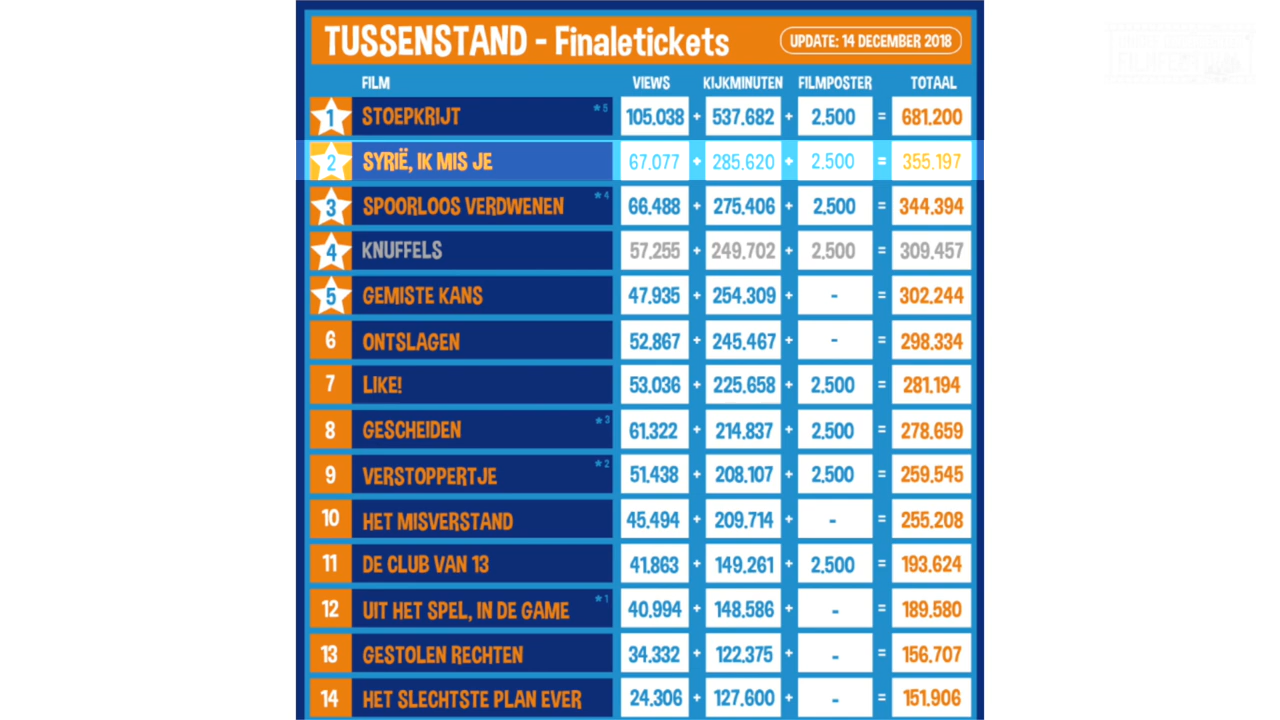 TUSSENSTAND - Finaletickets UPDATE: 14 DECEMBER 2018
FILM VIEWS KIJKMINUTEN FILMPOSTER TOTAAL
1 STOEPKRIJT ★5 105.038 + 537.682 + 2.500 = 681.200
2 SYRIË, IK MIS JE 67.077 + 285.620 + 2.500 = 355.197
3 SPOORLOOS VERDWENEN ★4 66.488 + 275.406 + 2.500 = 344.394
4 KNUFFELS 57.255 + 249.702 + 2.500 = 309.457
5 GEMISTE KANS 47.935 + 254.309 + - = 302.244
6 ONTSLAGEN 52.867 + 245.467 + - = 298.334
7 LIKE! 53.036 + 225.658 + 2.500 = 281.194
8 GESCHEIDEN ★3 61.322 + 214.837 + 2.500 = 278.659
9 VERSTOPPERTJE ★2 51.438 + 208.107 + 2.500 = 259.545
10 HET MISVERSTAND 45.494 + 209.714 + - = 255.208
11 DE CLUB VAN 13 41.863 + 149.261 + 2.500 = 193.624
12 UIT HET SPEL, IN DE GAME ★1 40.994 + 148.586 + - = 189.580
13 GESTOLEN RECHTEN 34.332 + 122.375 + - = 156.707
14 HET SLECHTSTE PLAN EVER 24.306 + 127.600 + - = 151.906